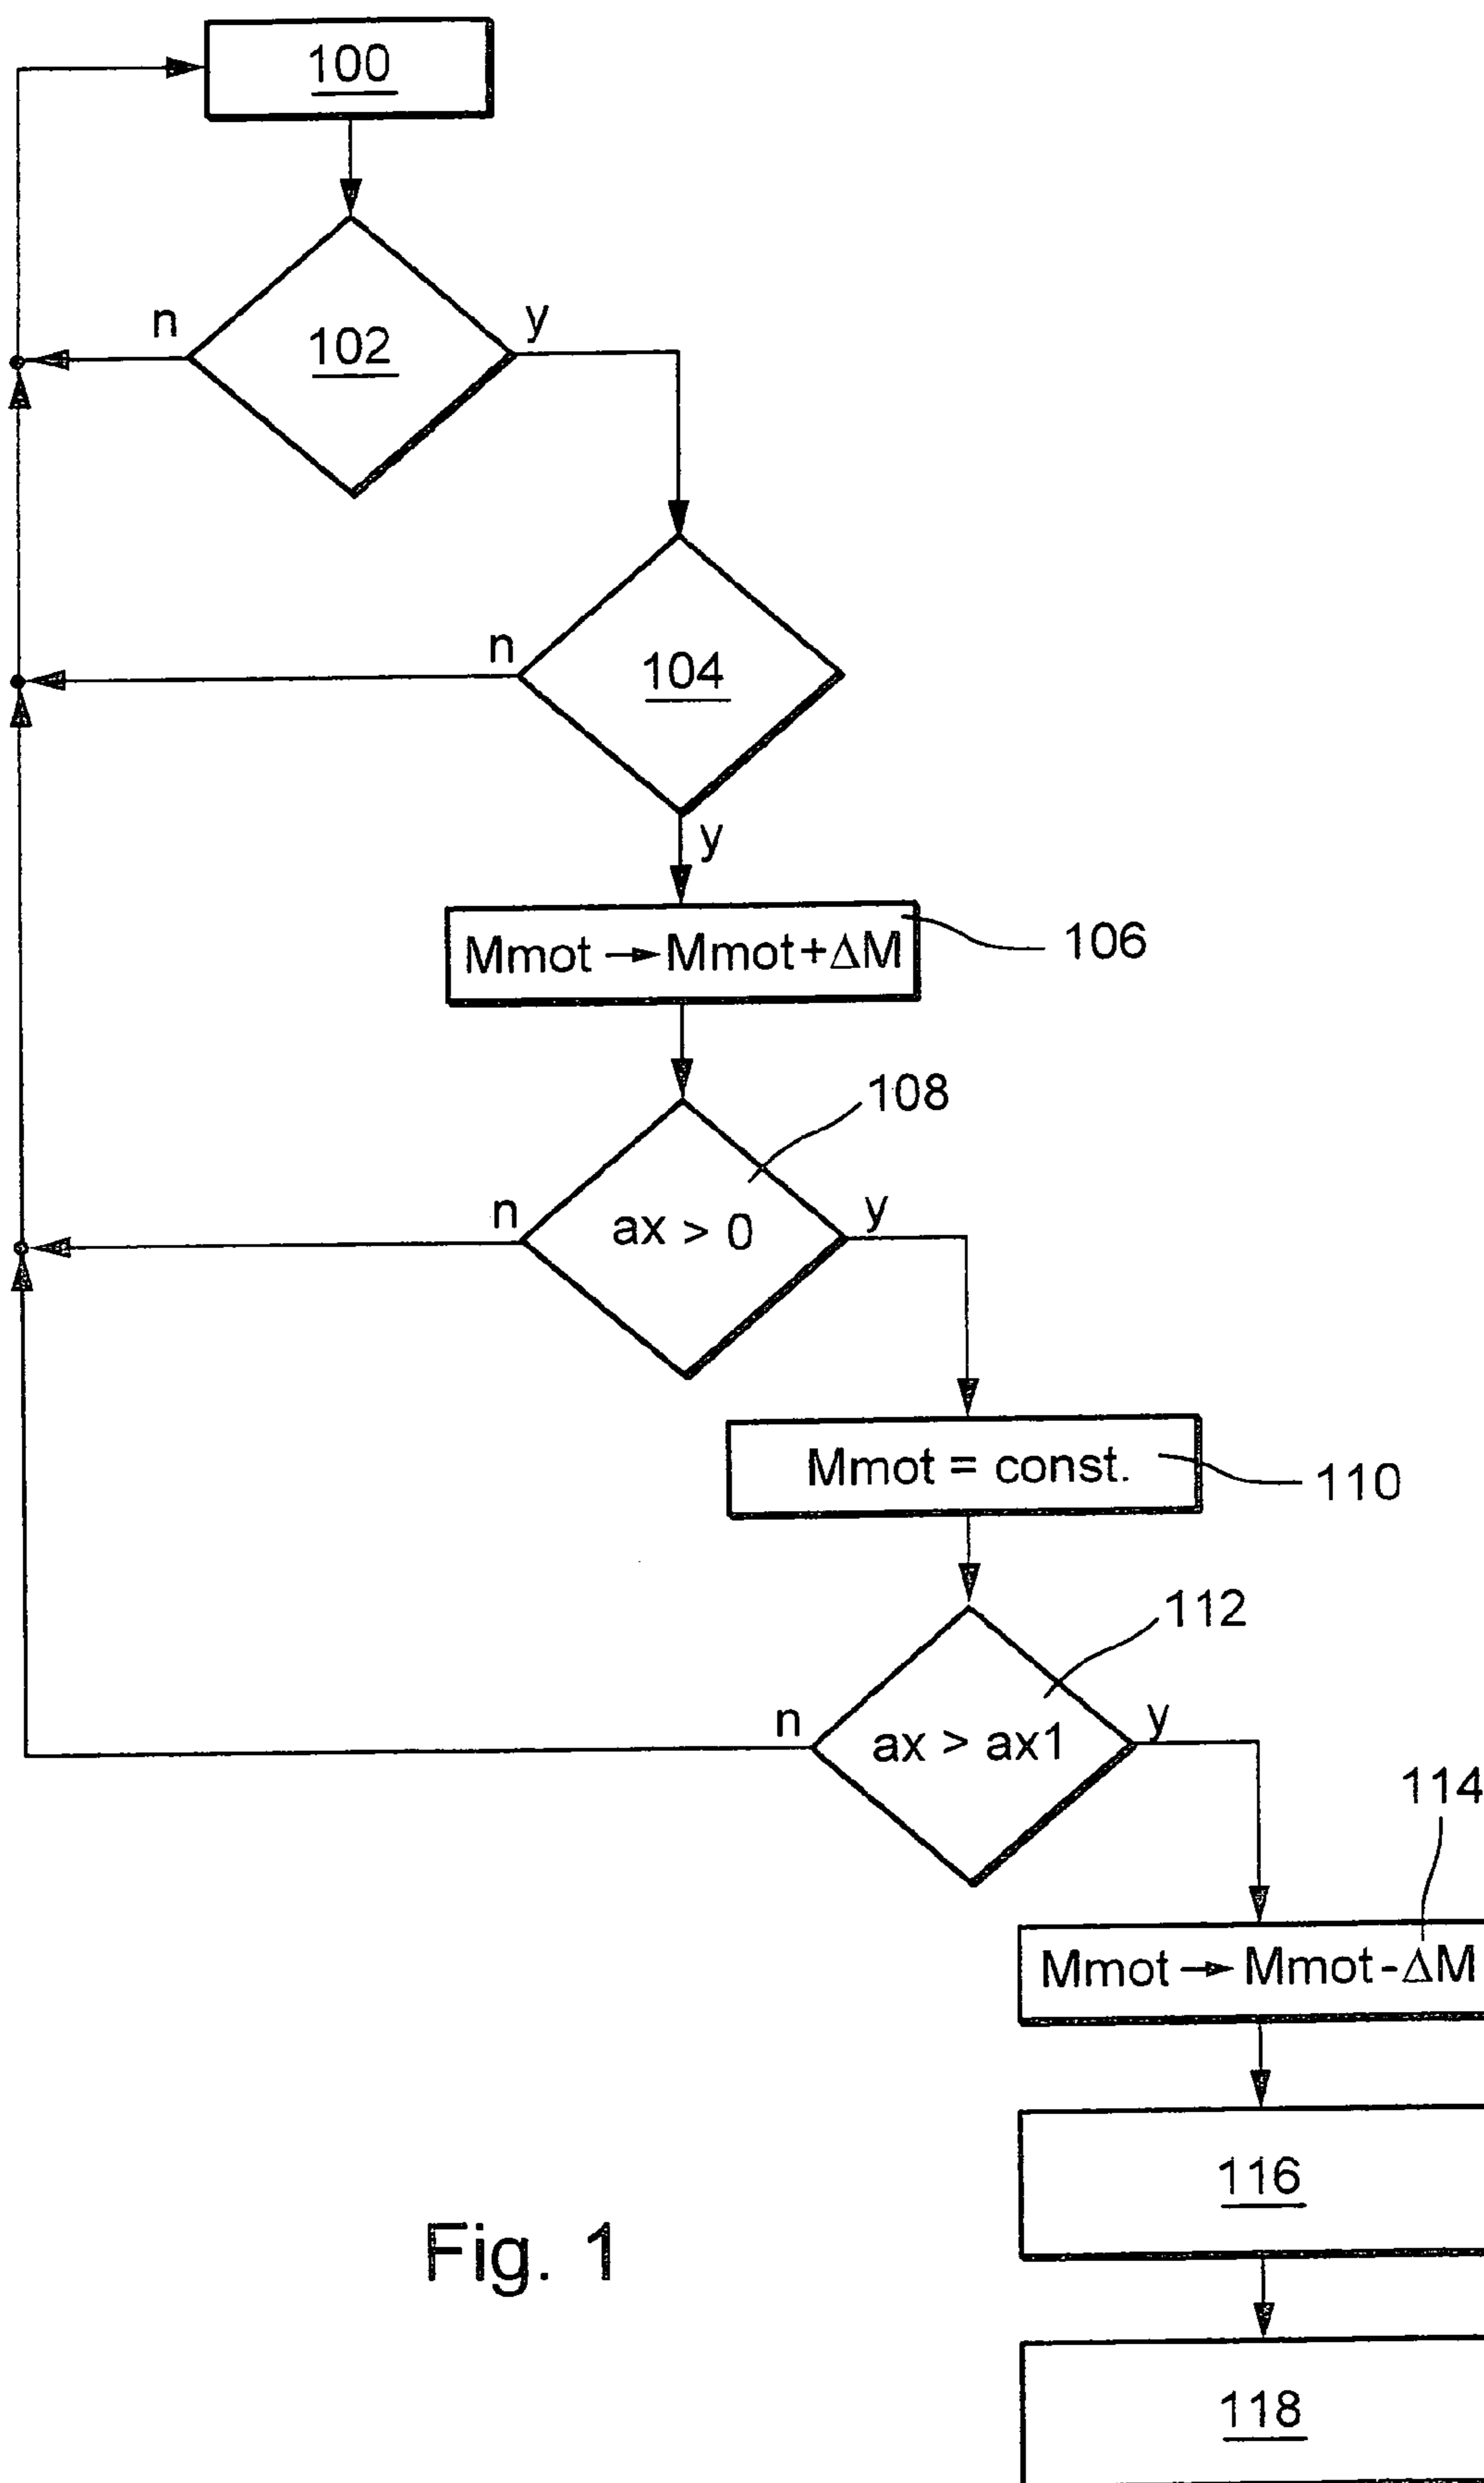 100
n
102
y
n
104
y
Mmot → Mmot+ΔM
106
108
n
ax > 0
y
Mmot = const.
110
112
n
ax > ax1
y
114
Mmot → Mmot-ΔM
116
Fig. 1
118